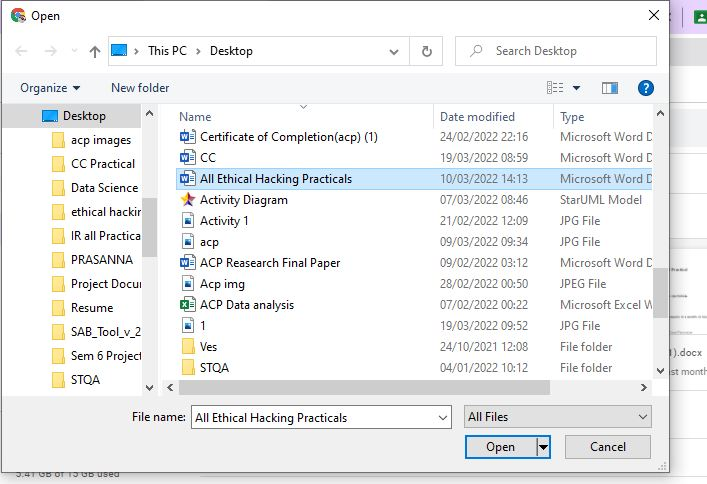 Open
This PC > Desktop
Search Desktop
Organize
New folder
Desktop
acp images
CC Practical
Data Science
ethical hackin
IR all Practica
PRASANNA
Project Docum
Resume
SAB_Tool_v_2
Sem 6 Project
STQA
Name Date modified Type
Certificate of Completion(acp) (1) 24/02/2022 22:16 Microsoft Word D
CC 19/03/2022 08:59 Microsoft Word D
All Ethical Hacking Practicals 10/03/2022 14:13 Microsoft Word D
Activity Diagram 07/03/2022 08:46 StarUML Model
Activity 1 21/02/2022 12:09 JPG File
acp 09/03/2022 09:34 JPG File
ACP Reasearch Final Paper 09/02/2022 03:12 Microsoft Word D
Acp img 28/02/2022 00:50 JPEG File
ACP Data analysis 07/02/2022 00:22 Microsoft Excel W
1 19/03/2022 09:52 JPG File
Ves 24/10/2021 12:08 File folder
STQA 04/01/2022 10:12 File folder
File name: All Ethical Hacking Practicals All Files
Open Cancel
1).docx
ast month
5.41 GB of 15 GB used